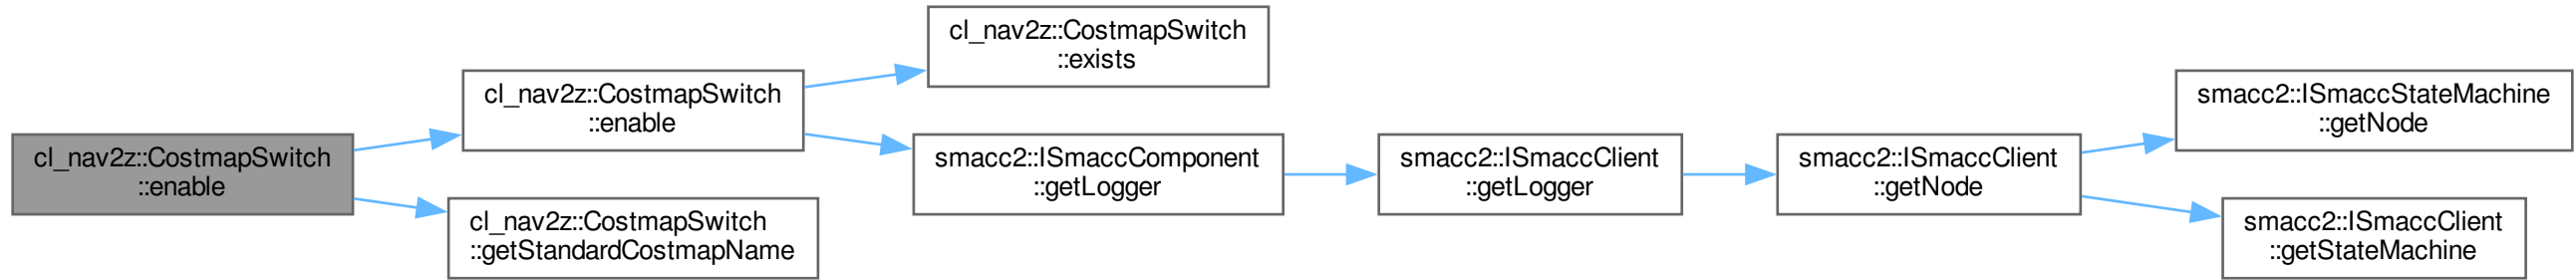 cl_nav2z::CostmapSwitch
::enable
cl_nav2z::CostmapSwitch
::enable
cl_nav2z::CostmapSwitch
::getStandardCostmapName
cl_nav2z::CostmapSwitch
::exists
smacc2::ISmaccComponent
::getLogger
smacc2::ISmaccClient
::getLogger
smacc2::ISmaccClient
::getNode
smacc2::ISmaccStateMachine
::getNode
smacc2::ISmaccClient
::getStateMachine